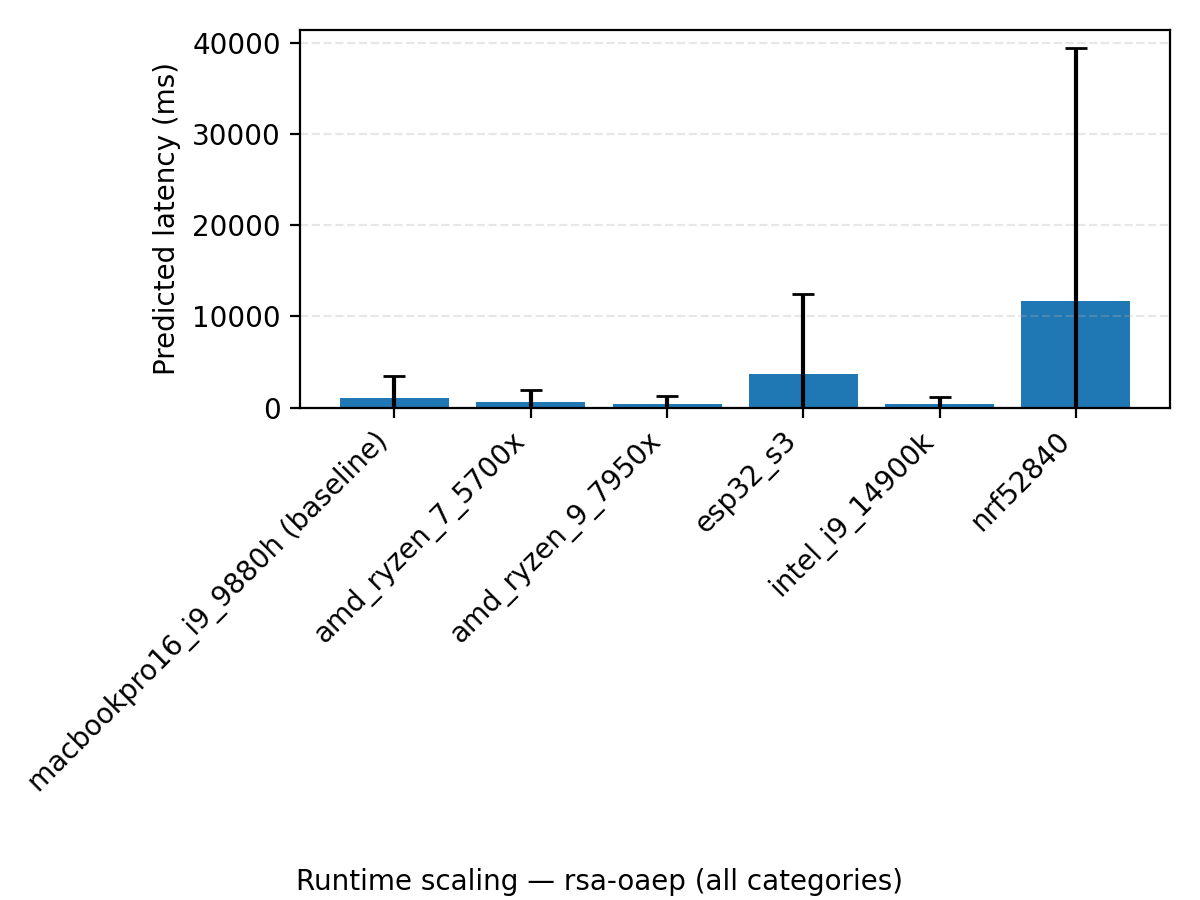 Predicted latency (ms)
40000
30000
20000
10000
0
macbookpro16_i9_9880h (baseline)
amd_ryzen_7_5700x
amd_ryzen_9_7950x
esp32_s3
intel_i9_14900k
nrf52840
Runtime scaling — rsa-oaep (all categories)